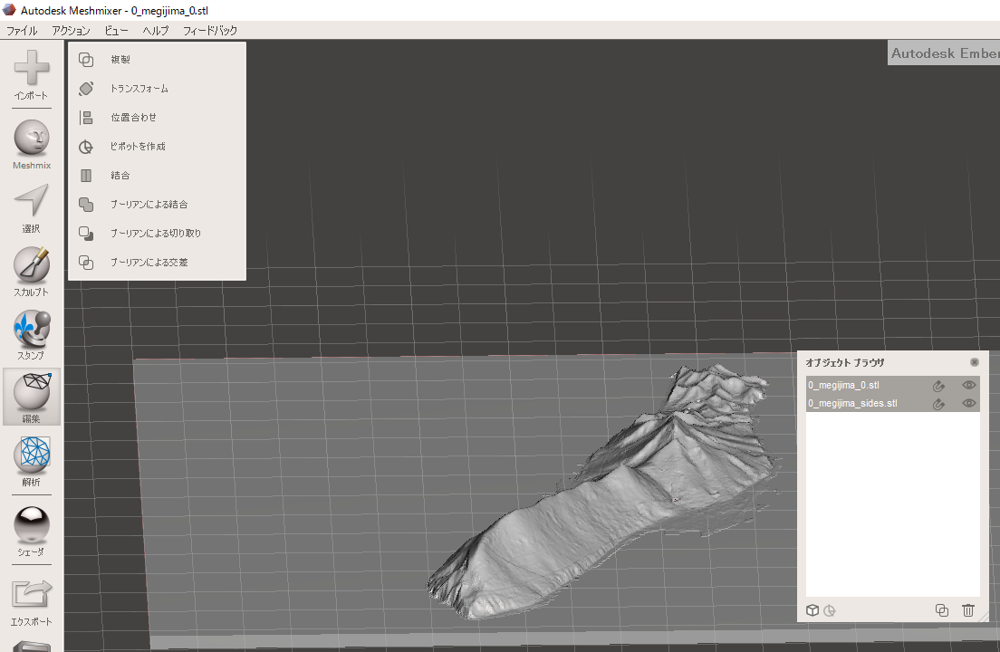 Autodesk Meshmixer - 0_megijima_0.stl
ファイル アクション ビュー ヘルプ フィードバック
インポート
Meshmix
選択
スカルプト
スタンプ
編集
解析
シェーダ
エクスポート
複製
トランスフォーム
位置合わせ
ピボットを作成
結合
ブーリアンによる結合
ブーリアンによる切り取り
ブーリアンによる交差
Autodesk Ember
オブジェクト ブラウザ
0_megijima_0.stl
0_megijima_sides.stl